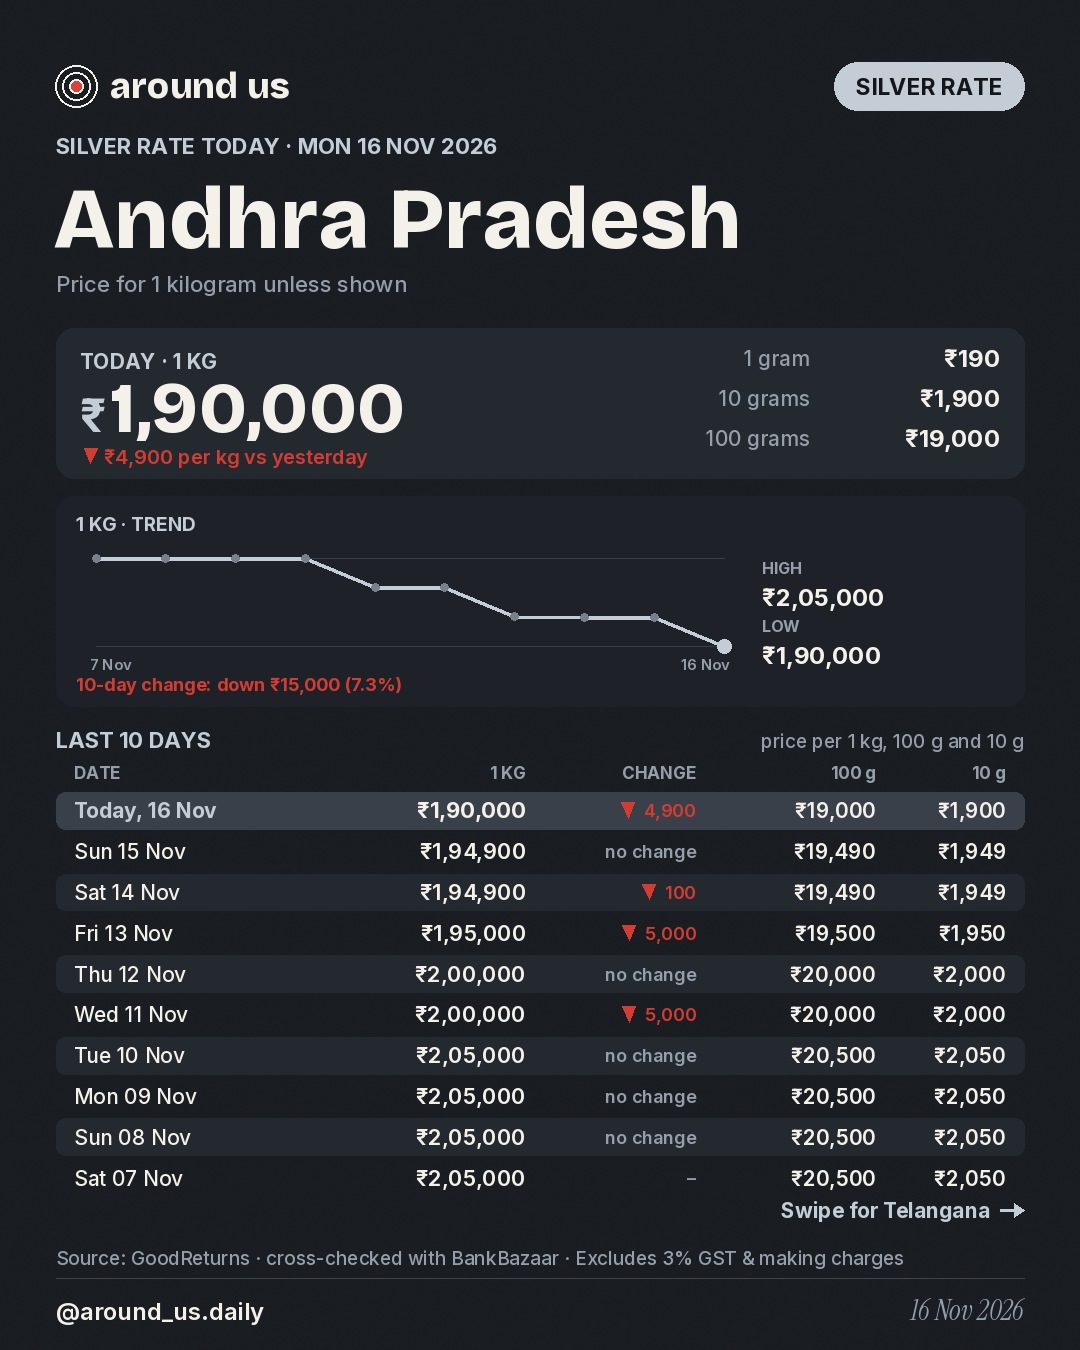 around us
SILVER RATE
SILVER RATE TODAY · MON 16 NOV 2026
Andhra Pradesh
Price for 1 kilogram unless shown
TODAY · 1 KG
₹1,90,000
▼ ₹4,900 per kg vs yesterday
1 gram ₹190
10 grams ₹1,900
100 grams ₹19,000
1 KG · TREND
HIGH
₹2,05,000
LOW
₹1,90,000
7 Nov 16 Nov
10-day change: down ₹15,000 (7.3%)
LAST 10 DAYS price per 1 kg, 100 g and 10 g
DATE 1 KG CHANGE 100 g 10 g
Today, 16 Nov ₹1,90,000 ▼ 4,900 ₹19,000 ₹1,900
Sun 15 Nov ₹1,94,900 no change ₹19,490 ₹1,949
Sat 14 Nov ₹1,94,900 ▼ 100 ₹19,490 ₹1,949
Fri 13 Nov ₹1,95,000 ▼ 5,000 ₹19,500 ₹1,950
Thu 12 Nov ₹2,00,000 no change ₹20,000 ₹2,000
Wed 11 Nov ₹2,00,000 ▼ 5,000 ₹20,000 ₹2,000
Tue 10 Nov ₹2,05,000 no change ₹20,500 ₹2,050
Mon 09 Nov ₹2,05,000 no change ₹20,500 ₹2,050
Sun 08 Nov ₹2,05,000 no change ₹20,500 ₹2,050
Sat 07 Nov ₹2,05,000 – ₹20,500 ₹2,050
Swipe for Telangana →
Source: GoodReturns · cross-checked with BankBazaar · Excludes 3% GST & making charges
@around_us.daily 16 Nov 2026